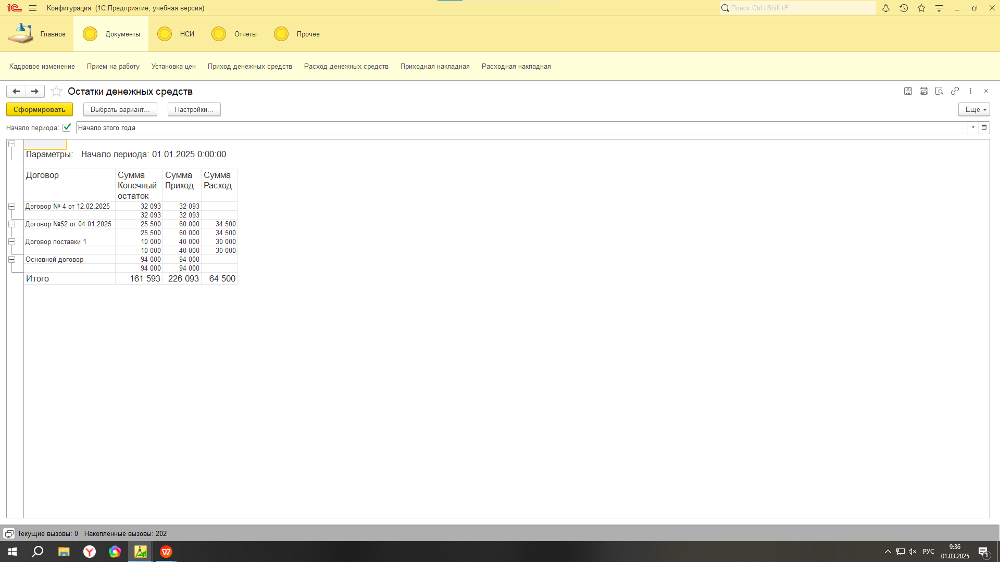 1С Конфигурация (1С:Предприятие, учебная версия) Поиск Ctrl+Shift+F
Главное Документы НСИ Отчеты Прочее
Кадровое изменение Прием на работу Установка цен Приход денежных средств Расход денежных средств Приходная накладная Расходная накладная
Остатки денежных средств
Сформировать Выбрать вариант... Настройки... Еще
Начало периода: Начало этого года
Параметры: Начало периода: 01.01.2025 0:00:00
Договор Сумма Сумма Сумма
Конечный Приход Расход
остаток
Договор № 4 от 12.02.2025 32 093 32 093
32 093 32 093
Договор №52 от 04.01.2025 25 500 60 000 34 500
25 500 60 000 34 500
Договор поставки 1 10 000 40 000 30 000
10 000 40 000 30 000
Основной договор 94 000 94 000
94 000 94 000
Итого 161 593 226 093 64 500
Текущие вызовы: 0 Накопленные вызовы: 202
РУС 9:36
01.03.2025 1